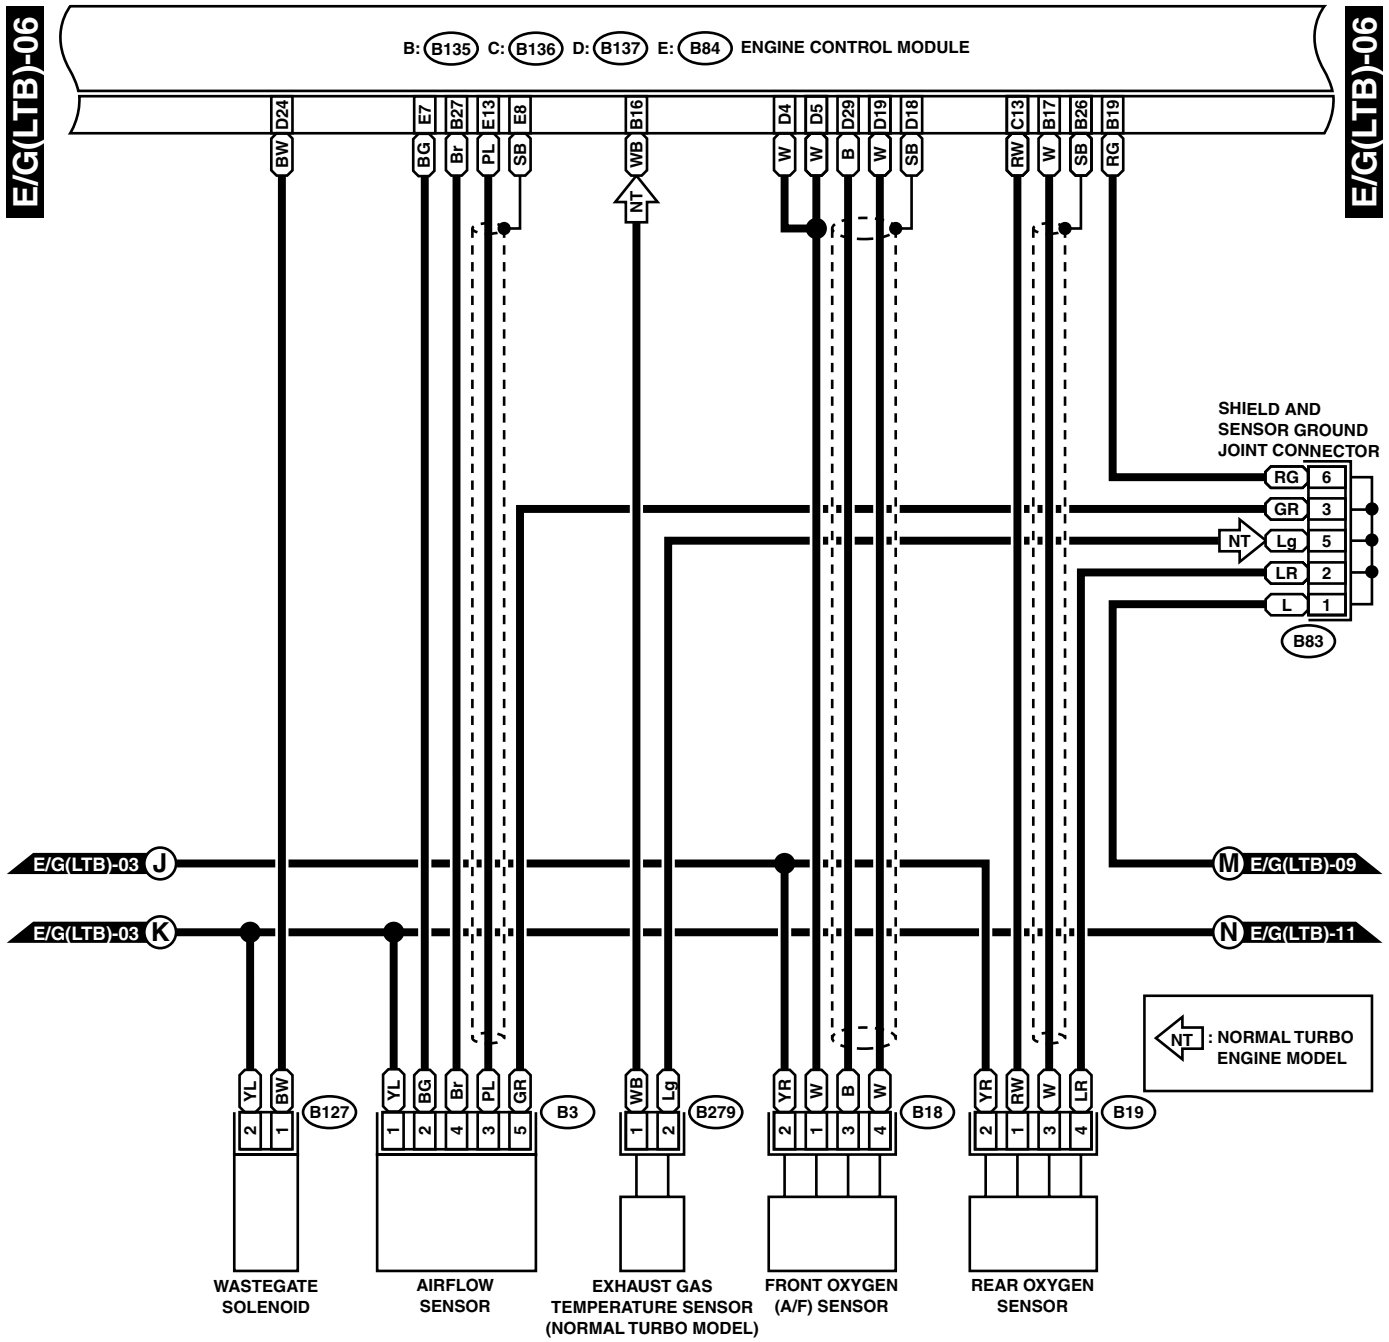 E/G(LTB)-06
E/G(LTB)-06
B: B135 C: B136 D: B137 E: B84 ENGINE CONTROL MODULE
D24 E7 B27 E13 E8 B16 D4 D5 D29 D19 D18 C13 B17 B26 B19
BW BG Br PL SB WB W W B W SB RW W SB RG
NT
SHIELD AND
SENSOR GROUND
JOINT CONNECTOR
RG 6
GR 3
NT Lg 5
LR 2
L 1
B83
E/G(LTB)-03 J
M E/G(LTB)-09
E/G(LTB)-03 K
N E/G(LTB)-11
NT : NORMAL TURBO
ENGINE MODEL
YL BW YL BG Br PL GR WB Lg YR W B W YR RW W LR
2 1 B127 1 2 4 3 5 B3 1 2 B279 2 1 3 4 B18 2 1 3 4 B19
WASTEGATE
SOLENOID
AIRFLOW
SENSOR
EXHAUST GAS
TEMPERATURE SENSOR
(NORMAL TURBO MODEL)
FRONT OXYGEN
(A/F) SENSOR
REAR OXYGEN
SENSOR